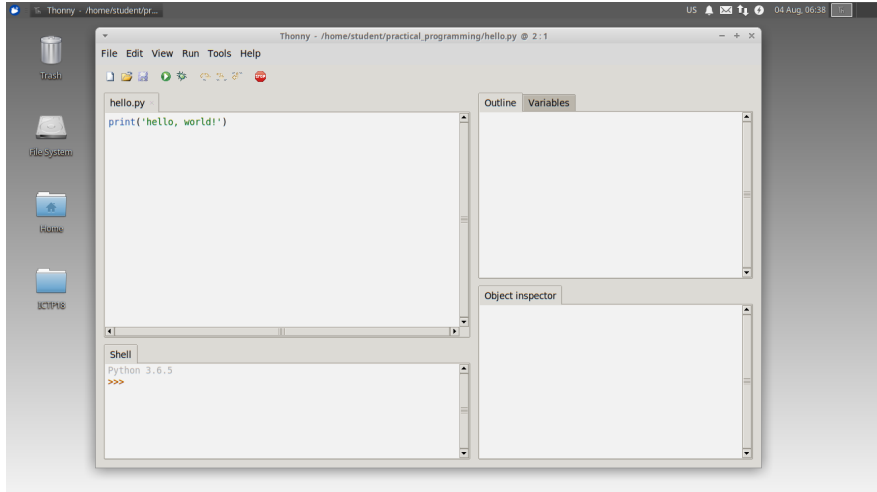 Thonny - /home/student/pr...
US
04 Aug, 06:38
Trash
File System
Home
ICTP18
Thonny - /home/student/practical_programming/hello.py @ 2:1
File Edit View Run Tools Help
STOP
hello.py
print('hello, world!')
Outline Variables
Object inspector
Shell
Python 3.6.5
>>>